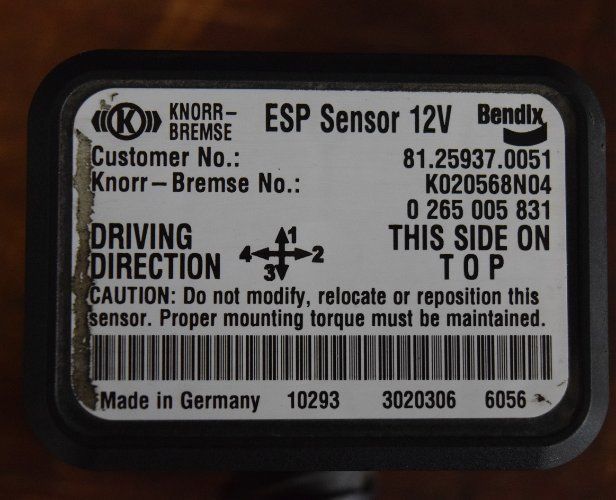 K KNORR-BREMSE ESP Sensor 12V Bendix
Customer No.: 81.25937.0051
Knorr-Bremse No.: K020568N04
0 265 005 831
DRIVING DIRECTION 1 2 3 4 THIS SIDE ON TOP
CAUTION: Do not modify, relocate or reposition this
sensor. Proper mounting torque must be maintained.
Made in Germany 10293 3020306 6056